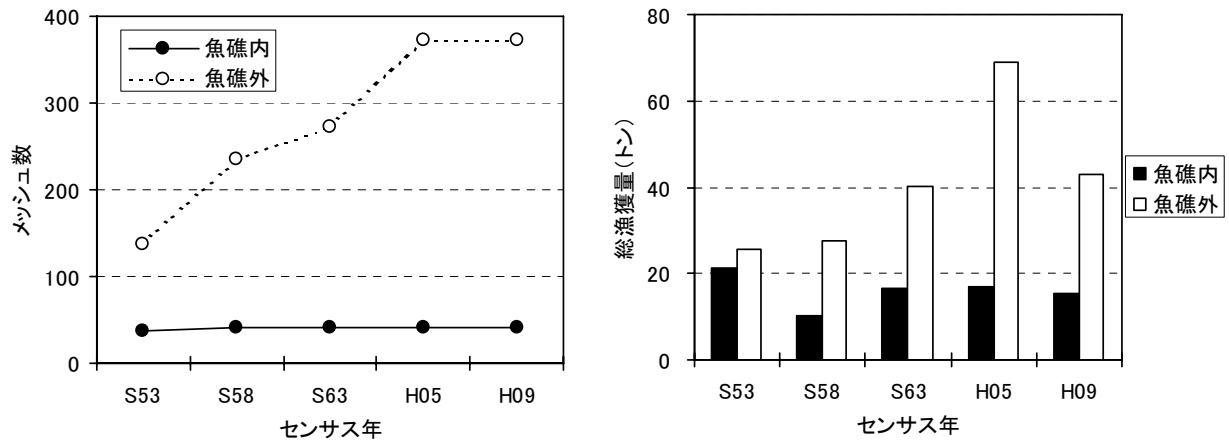 400
300
200
100
0
メッシュ数
魚礁内
魚礁外
S53 S58 S63 H05 H09
センサス年
80
60
40
20
0
総漁獲量(トン)
魚礁内
魚礁外
S53 S58 S63 H05 H09
センサス年